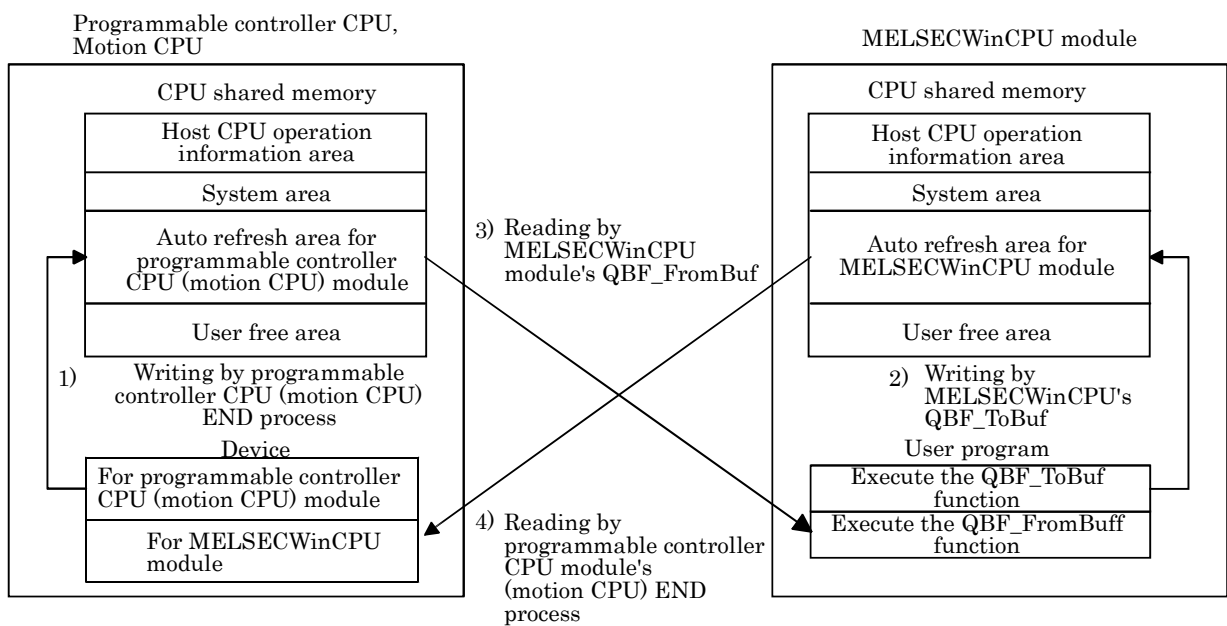 Programmable controller CPU,
Motion CPU
CPU shared memory
Host CPU operation
information area
System area
Auto refresh area for
programmable controller
CPU (motion CPU) module
User free area
1)
Writing by programmable
controller CPU (motion CPU)
END process
Device
For programmable controller
CPU (motion CPU) module
For MELSECWinCPU
module
3) Reading by
MELSECWinCPU
module's QBF_FromBuf
4) Reading by
programmable controller
CPU module's
(motion CPU) END
process
MELSECWinCPU module
CPU shared memory
Host CPU operation
information area
System area
Auto refresh area for
MELSECWinCPU module
User free area
2) Writing by
MELSECWinCPU's
QBF_ToBuf
User program
Execute the QBF_ToBuf
function
Execute the QBF_FromBuff
function